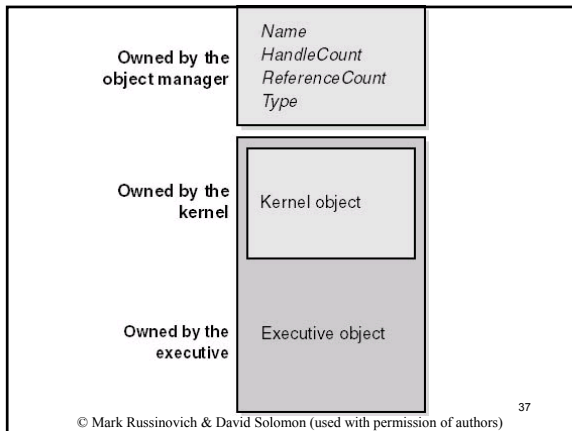 Owned by the
object manager
Name
HandleCount
ReferenceCount
Type
Owned by the
kernel
Kernel object
Owned by the
executive
Executive object
37
© Mark Russinovich & David Solomon (used with permission of authors)